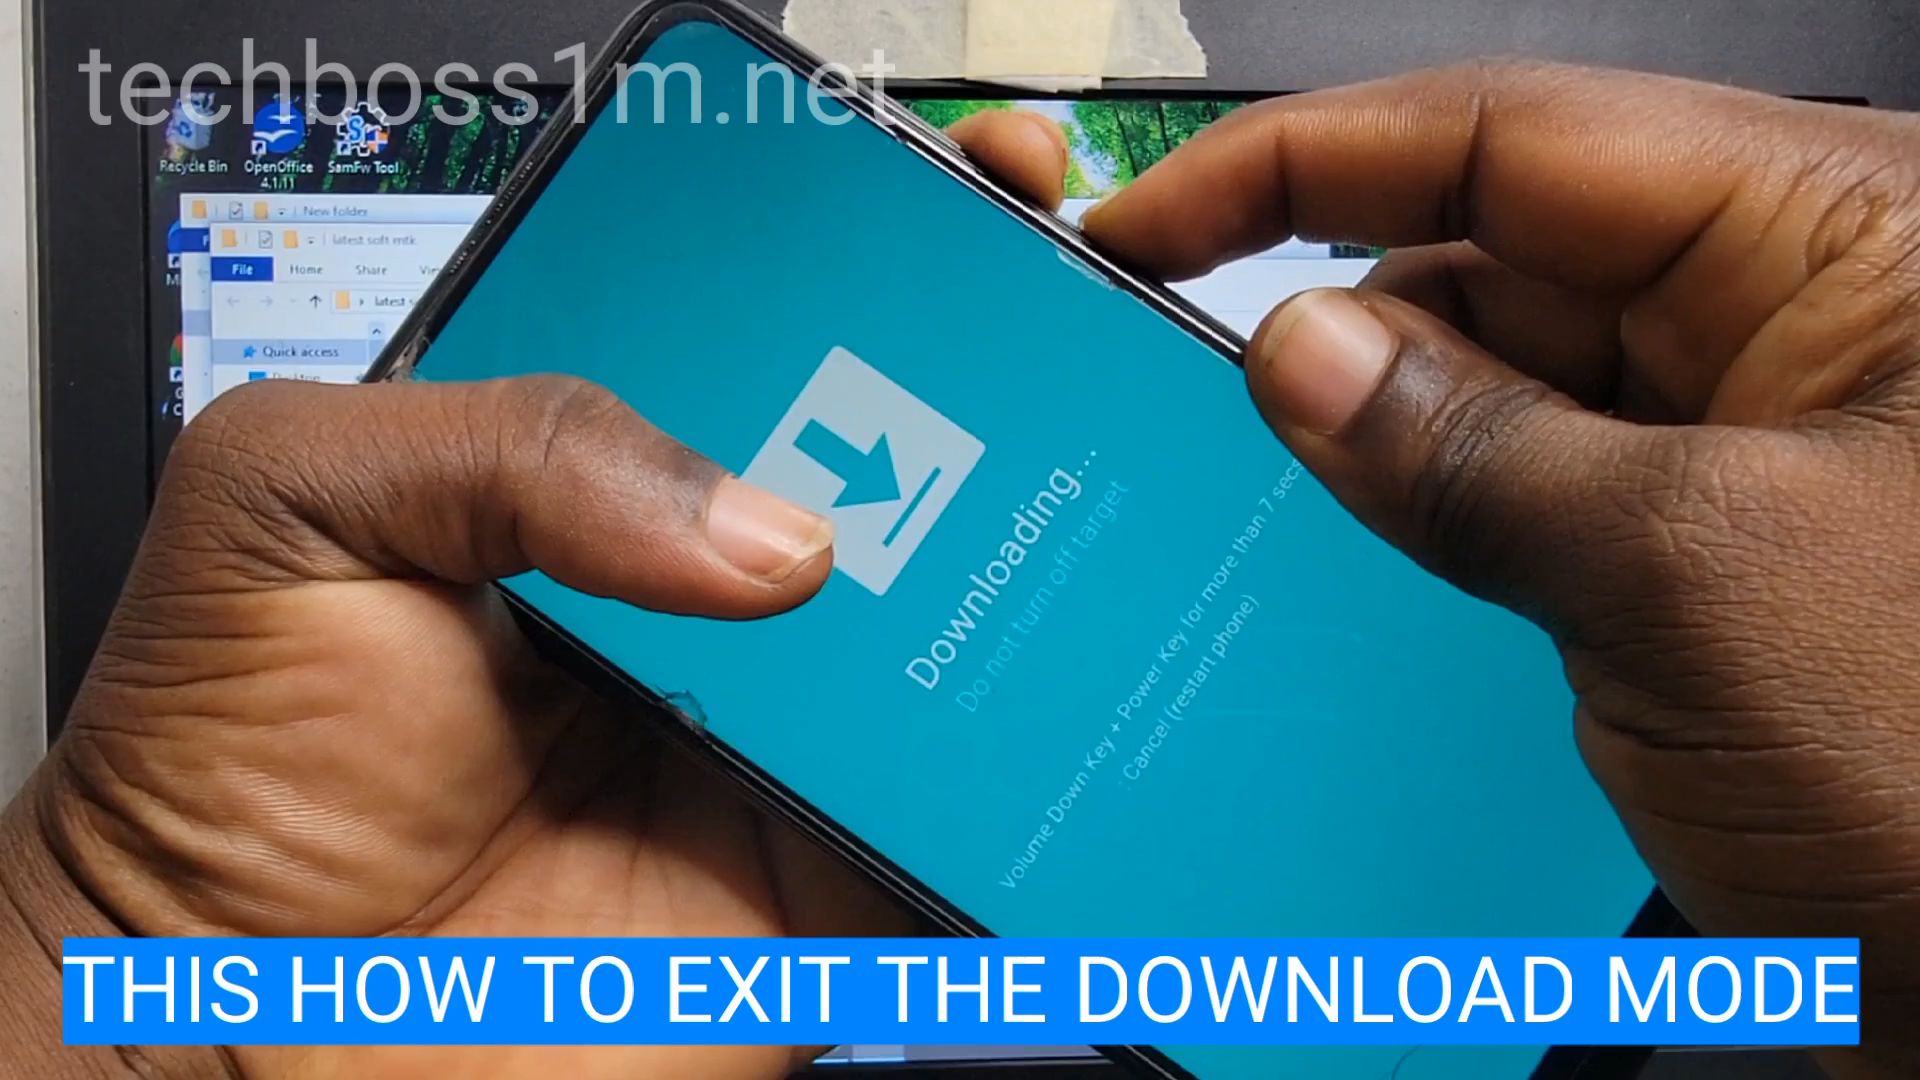 techboss1m.net
Recycle Bin
OpenOffice
4.1.11
SamFw Tool
New folder
latest soft mtk
File
Home
Share
Quick access
Desktop
Downloading...
Do not turn off target
Volume Down Key + Power Key for more than 7 secs
: Cancel (restart phone)
THIS HOW TO EXIT THE DOWNLOAD MODE